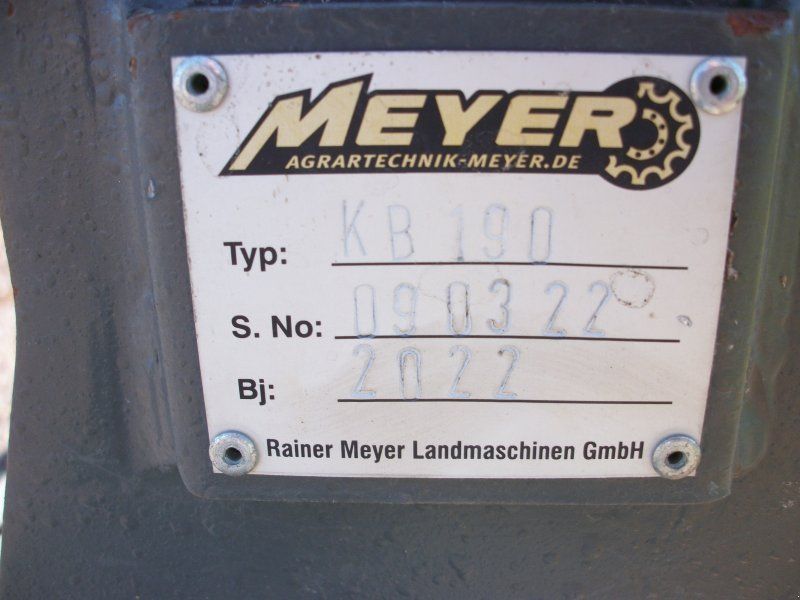 MEYER
AGRARTECHNIK-MEYER.DE
Typ: KB 190
S. No: 090322
Bj: 2022
Rainer Meyer Landmaschinen GmbH